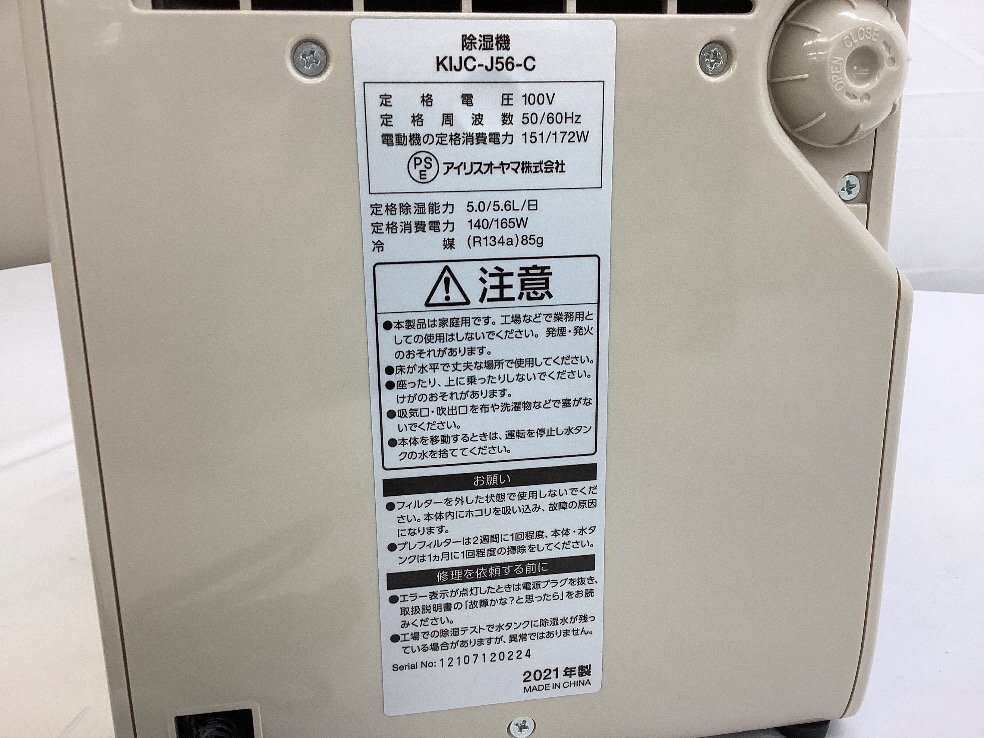 除湿機
KIJC-J56-C
定格電圧 100V
定格周波数 50/60Hz
電動機の定格消費電力 151/172W
PSE アイリスオーヤマ株式会社
定格除湿能力 5.0/5.6L/日
定格消費電力 140/165W
冷媒 (R134a)85g
注意
●本製品は家庭用です。工場などで業務用と
しての使用はしないでください。発煙・発火
のおそれがあります。
●床が水平で丈夫な場所で使用してください。
●座ったり、上に乗ったりしないでください。
けがのおそれがあります。
●吸気口・吹出口を布や洗濯物などで塞がな
いでください。
●本体を移動するときは、運転を停止し水タン
クの水を捨ててください。
お願い
●フィルターを外した状態で使用しないでくだ
さい。本体内にホコリを吸い込み、故障の原因
になります。
●プレフィルターは2週間に1回程度、本体・水タ
ンクは1ヵ月に1回程度の掃除をしてください。
修理を依頼する前に
●エラー表示が点灯したときは電源プラグを抜き、
取扱説明書の「故障かな?と思ったら」をお読
みください。
●工場での除湿テストで水タンクに除湿水が残っ
ている場合がありますが、異常ではありません。
Serial No: 12107120224
2021年製
MADE IN CHINA
OPEN CLOSE